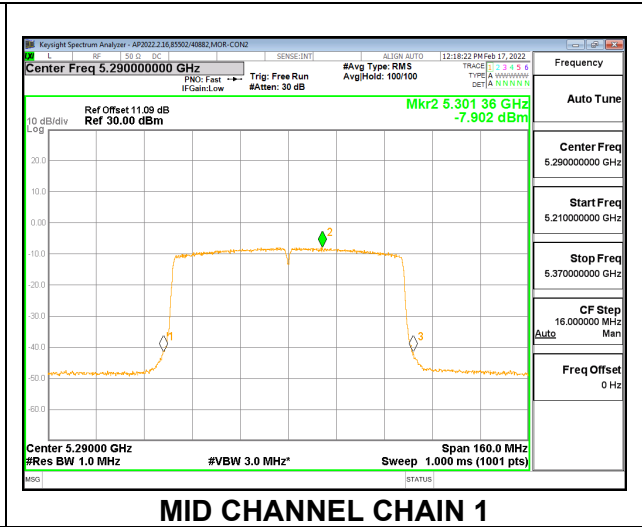 Keysight Spectrum Analyzer - AP2022.2.16,85502/40882,MOR-CON2
L RF 50 Ω DC SENSE:INT ALIGN AUTO 12:18:22 PM Feb 17, 2022
Center Freq 5.290000000 GHz
PNO: Fast
IFGain:Low
Trig: Free Run
#Atten: 30 dB
#Avg Type: RMS
Avg|Hold: 100/100
TRACE 1 2 3 4 5 6
TYPE A WWWWW
DET A N N N N N
Frequency
Auto Tune
Center Freq
5.290000000 GHz
Start Freq
5.210000000 GHz
Stop Freq
5.370000000 GHz
CF Step
16.000000 MHz
Auto Man
Freq Offset
0 Hz
Mkr2 5.301 36 GHz
-7.902 dBm
Ref Offset 11.09 dB
10 dB/div Ref 30.00 dBm
Log
20.0
10.0
0.00
-10.0
-20.0
-30.0
-40.0
-50.0
-60.0
1
2
3
Center 5.29000 GHz Span 160.0 MHz
#Res BW 1.0 MHz #VBW 3.0 MHz* Sweep 1.000 ms (1001 pts)
MSG STATUS
MID CHANNEL CHAIN 1